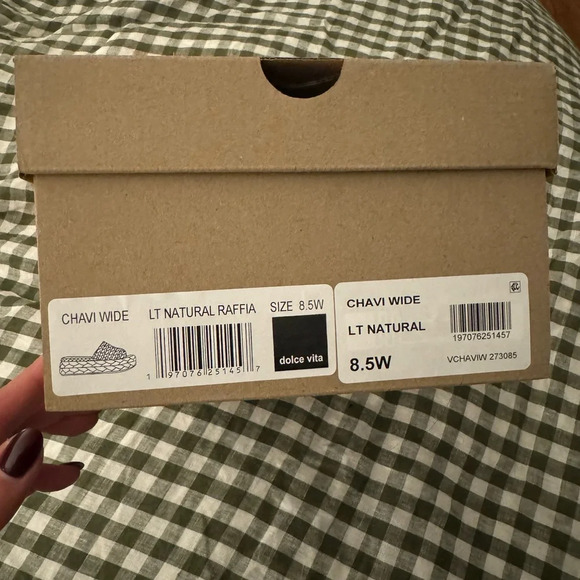 CHAVI WIDE
LT NATURAL RAFFIA
SIZE 8.5W
1 97076 25145 7
dolce vita
CHAVI WIDE
LT NATURAL
8.5W
197076251457
VCHAVIW 273085